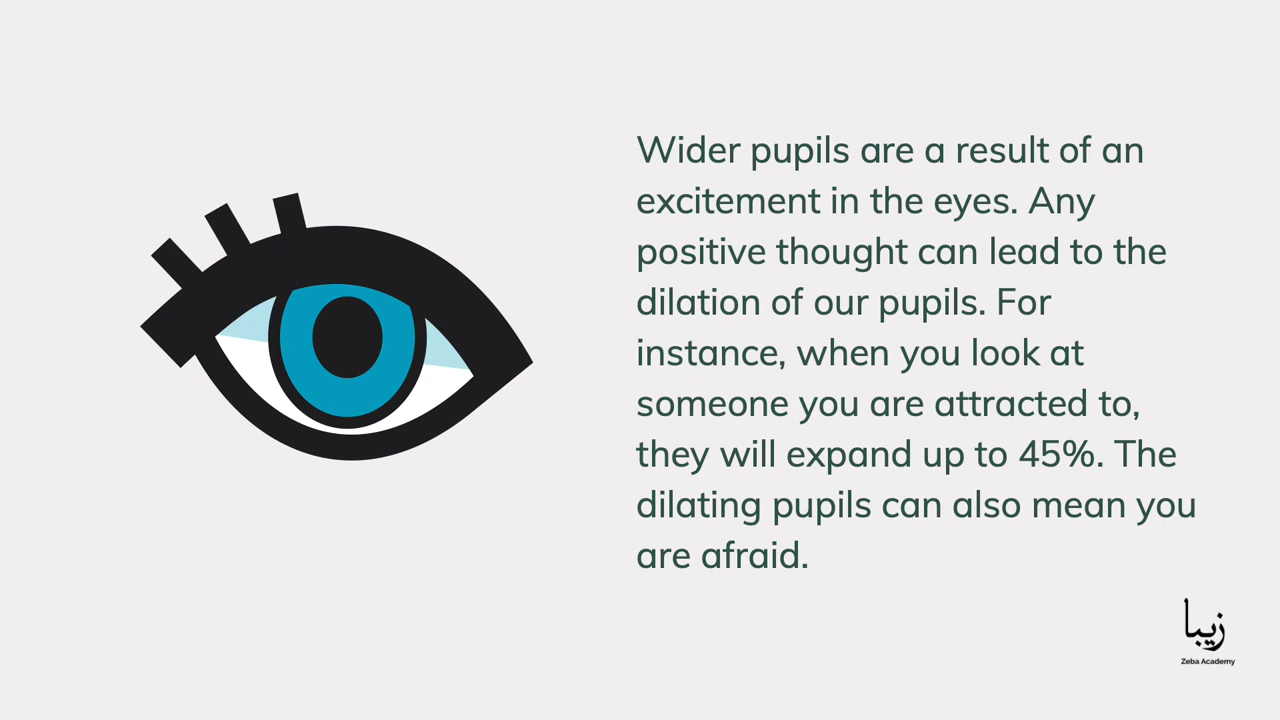 Wider pupils are a result of an
excitement in the eyes. Any
positive thought can lead to the
dilation of our pupils. For
instance, when you look at
someone you are attracted to,
they will expand up to 45%. The
dilating pupils can also mean you
are afraid.
زيبا
Zeba Academy